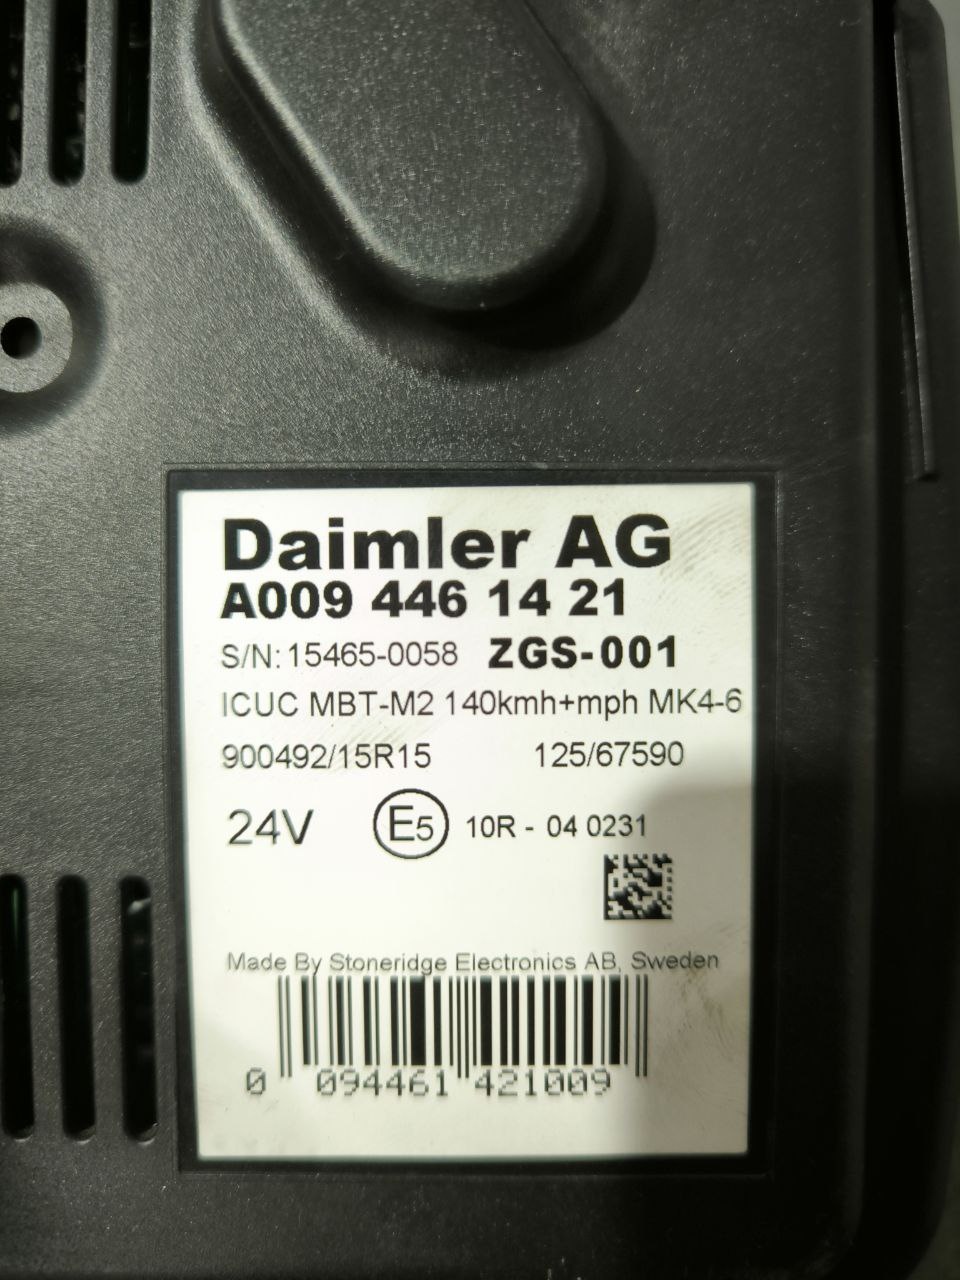 Daimler AG
A009 446 14 21
S/N: 15465-0058 ZGS-001
ICUC MBT-M2 140kmh+mph MK4-6
900492/15R15 125/67590
24V E5 10R - 04 0231
Made By Stoneridge Electronics AB, Sweden
0 094461 421009